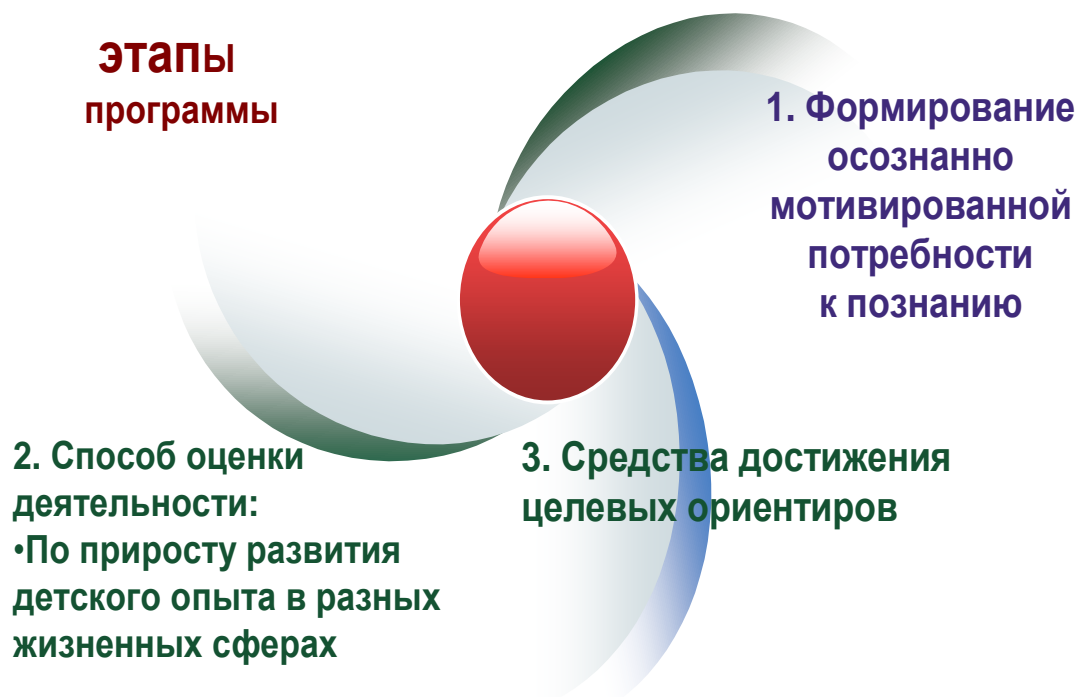 этапы
программы
1. Формирование
осознанно
мотивированной
потребности
к познанию
2. Способ оценки
деятельности:
•По приросту развития
детского опыта в разных
жизненных сферах
3. Средства достижения
целевых ориентиров